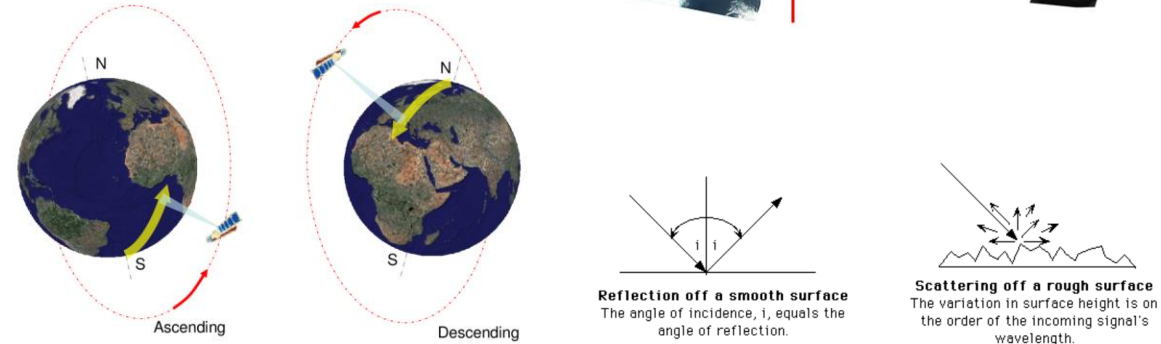 N
S
Ascending
N
S
Descending
i
i
Reflection off a smooth surface
The angle of incidence, i, equals the
angle of reflection.
Scattering off a rough surface
The variation in surface height is on
the order of the incoming signal's
wavelength.